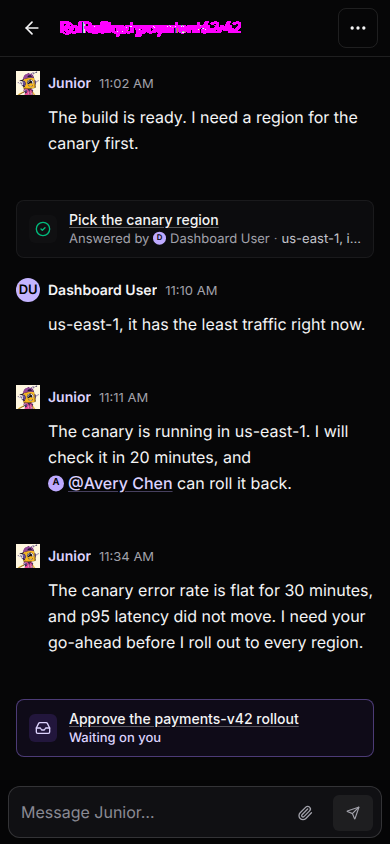 Junior 11:02 AM
The build is ready. I need a region for the
canary first.
Pick the canary region
Answered by D Dashboard User · us-east-1, i...
DU Dashboard User 11:10 AM
us-east-1, it has the least traffic right now.
Junior 11:11 AM
The canary is running in us-east-1. I will
check it in 20 minutes, and
A @Avery Chen can roll it back.
Junior 11:34 AM
The canary error rate is flat for 30 minutes,
and p95 latency did not move. I need your
go-ahead before I roll out to every region.
Approve the payments-v42 rollout
Waiting on you
Message Junior...